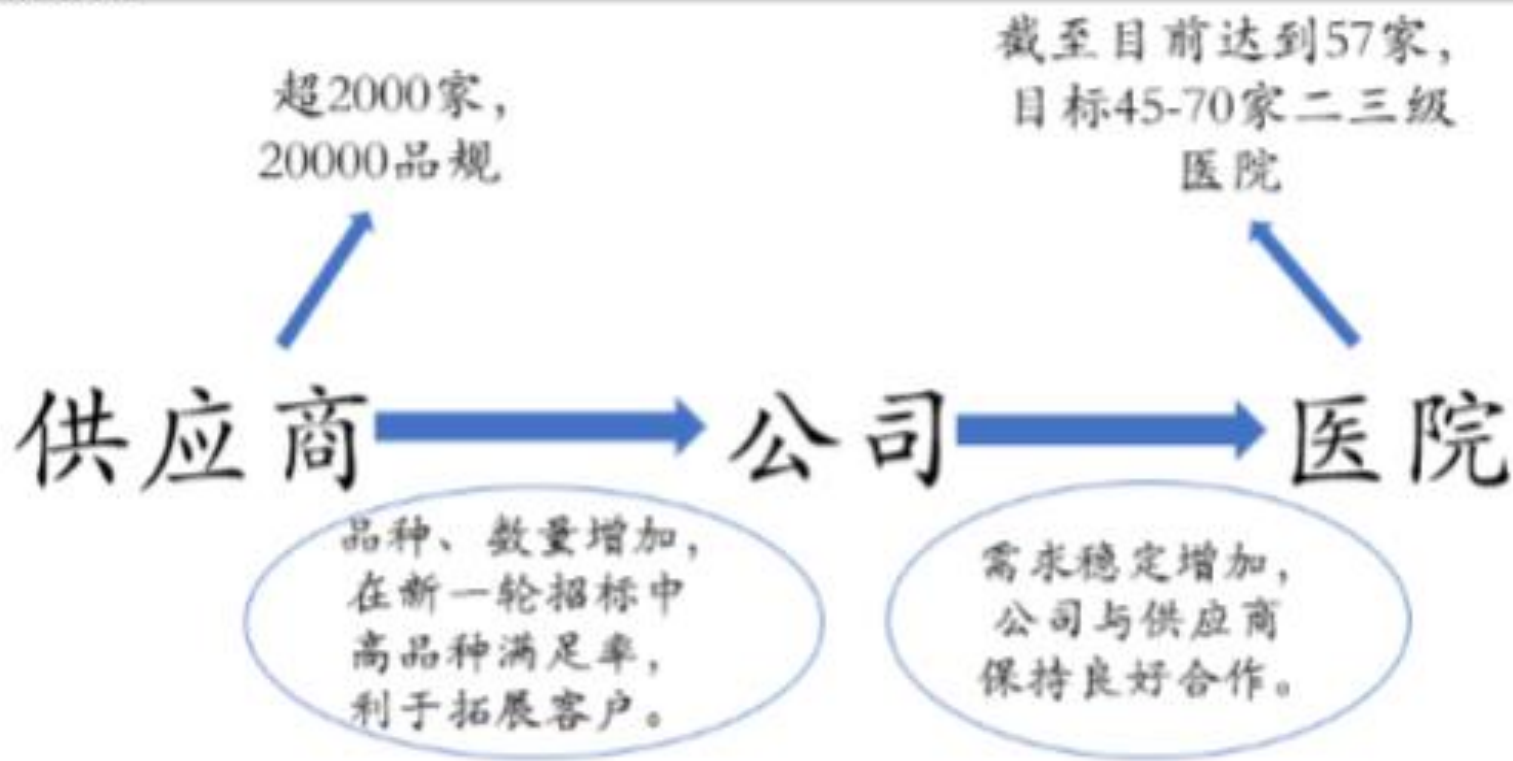 超2000家，
20000品规
截至目前达到57家，
目标45-70家二三级
医院
供应商
公司
医院
品种、数量增加，
在新一轮招标中
高品种满足率，
利于拓展客户。
需求稳定增加，
公司与供应商
保持良好合作。